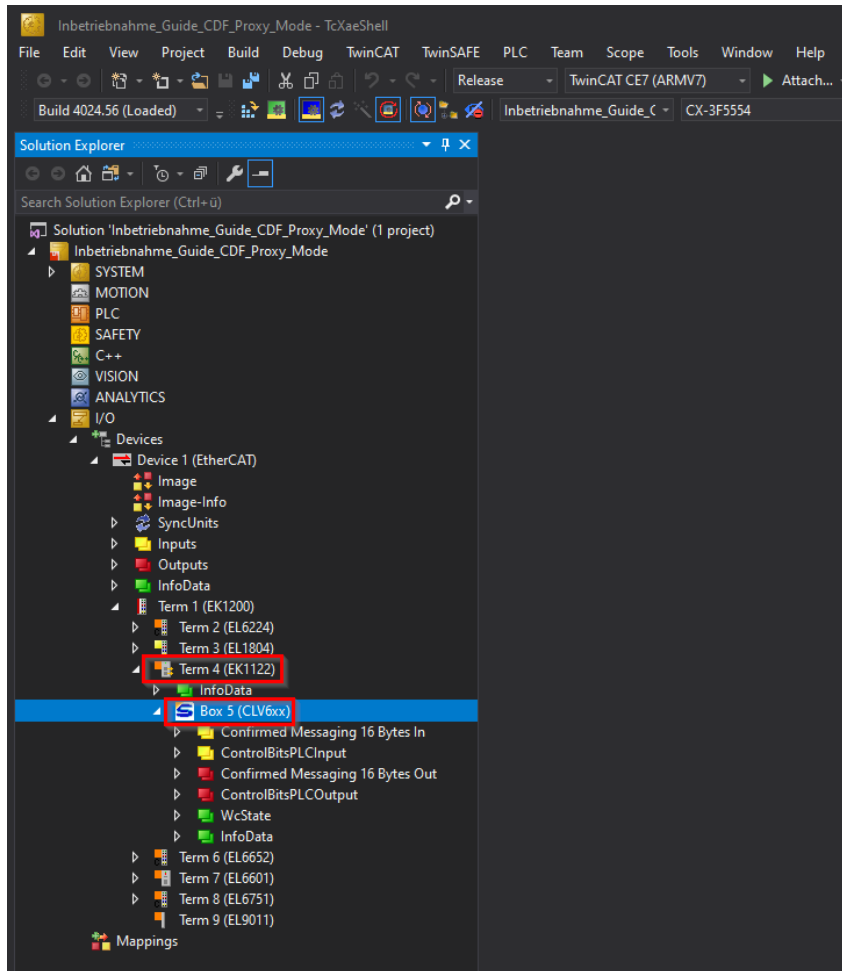 Inbetriebnahme_Guide_CDF_Proxy_Mode - TcXaeShell
File Edit View Project Build Debug TwinCAT TwinSAFE PLC Team Scope Tools Window Help
Release TwinCAT CE7 (ARMV7) Attach...
Build 4024.56 (Loaded) Inbetriebnahme_Guide_C CX-3F5554
Solution Explorer
Search Solution Explorer (Ctrl+ü)
Solution 'Inbetriebnahme_Guide_CDF_Proxy_Mode' (1 project)
Inbetriebnahme_Guide_CDF_Proxy_Mode
SYSTEM
MOTION
PLC
SAFETY
C++
VISION
ANALYTICS
I/O
Devices
Device 1 (EtherCAT)
Image
Image-Info
SyncUnits
Inputs
Outputs
InfoData
Term 1 (EK1200)
Term 2 (EL6224)
Term 3 (EL1804)
Term 4 (EK1122)
InfoData
Box 5 (CLV6xx)
Confirmed Messaging 16 Bytes In
ControlBitsPLCInput
Confirmed Messaging 16 Bytes Out
ControlBitsPLCOutput
WcState
InfoData
Term 6 (EL6652)
Term 7 (EL6601)
Term 8 (EL6751)
Term 9 (EL9011)
Mappings